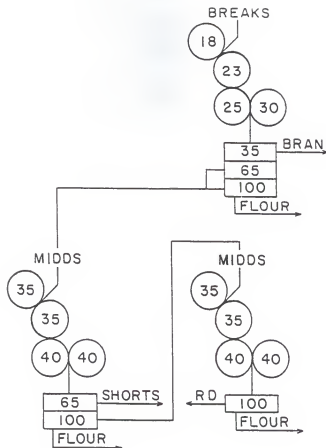 BREAKS
18
23
25 30
35 BRAN
65
100
FLOUR
MIDDS
35
35
40 40
65 SHORTS
100
FLOUR
MIDDS
35
35
40 40
RD 100
FLOUR